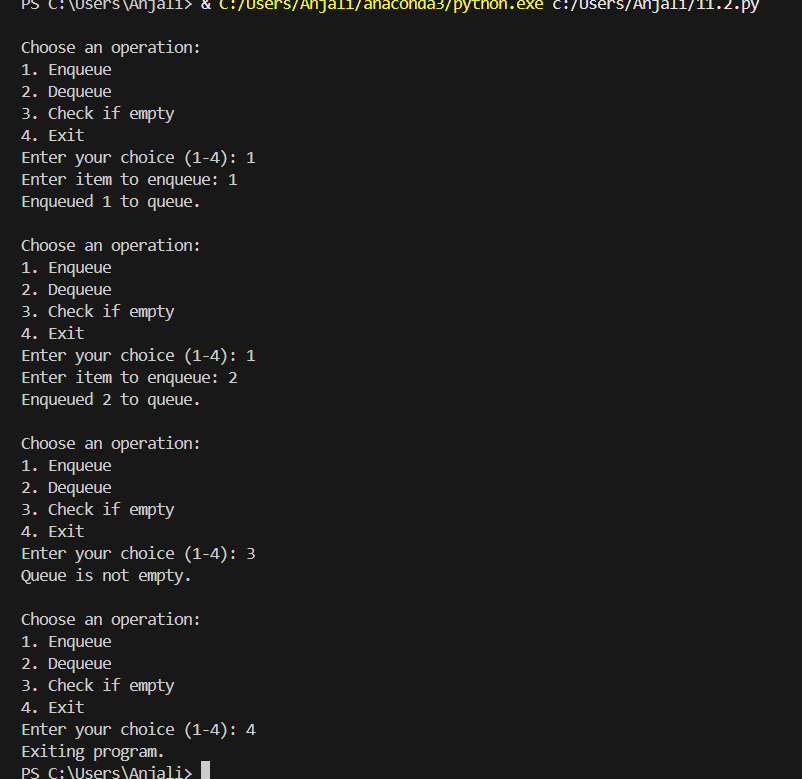 PS C:\Users\Anjali> & C:/Users/Anjali/anaconda3/python.exe c:/Users/Anjali/11.2.py

Choose an operation:
1. Enqueue
2. Dequeue
3. Check if empty
4. Exit
Enter your choice (1-4): 1
Enter item to enqueue: 1
Enqueued 1 to queue.

Choose an operation:
1. Enqueue
2. Dequeue
3. Check if empty
4. Exit
Enter your choice (1-4): 1
Enter item to enqueue: 2
Enqueued 2 to queue.

Choose an operation:
1. Enqueue
2. Dequeue
3. Check if empty
4. Exit
Enter your choice (1-4): 3
Queue is not empty.

Choose an operation:
1. Enqueue
2. Dequeue
3. Check if empty
4. Exit
Enter your choice (1-4): 4
Exiting program.
PS C:\Users\Anjali>